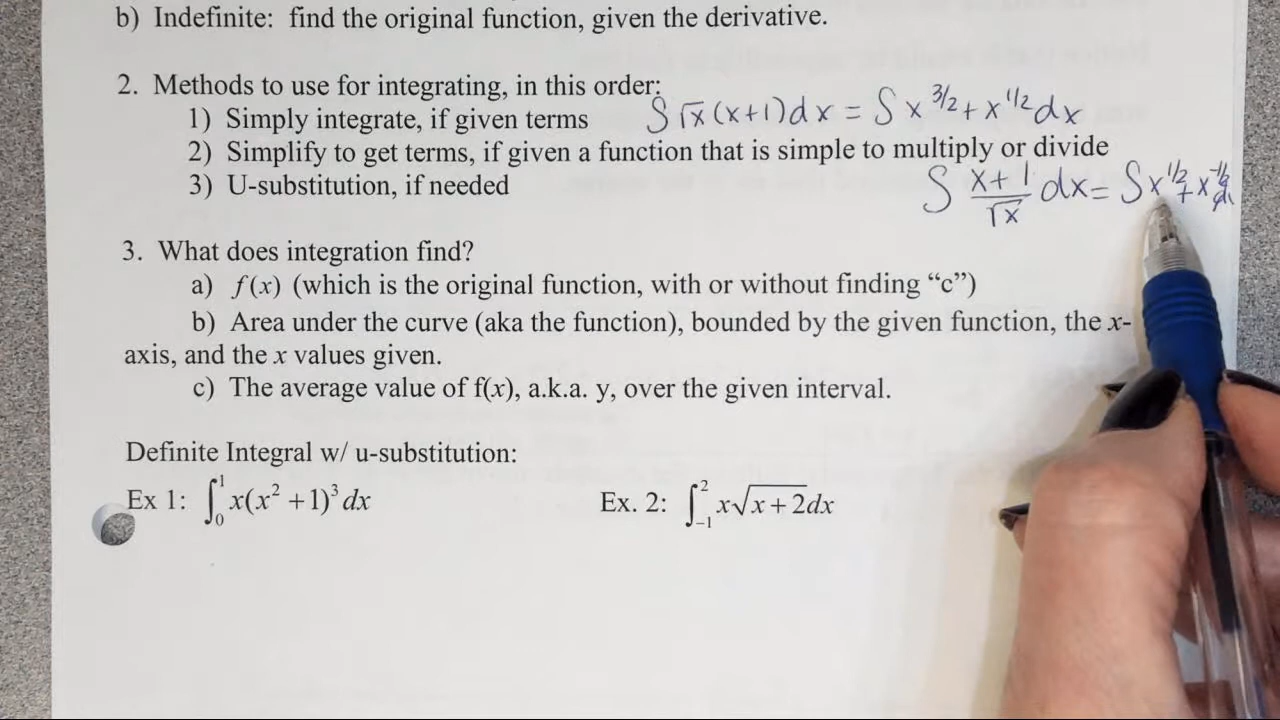 b) Indefinite: find the original function, given the derivative.
2. Methods to use for integrating, in this order:
1) Simply integrate, if given terms ∫ √x (x+1) dx = ∫ x^3/2 + x^1/2 dx
2) Simplify to get terms, if given a function that is simple to multiply or divide
3) U-substitution, if needed ∫ (x+1)/√x dx = ∫ x^1/2 + x^-1/2 dx
3. What does integration find?
a) f(x) (which is the original function, with or without finding “c”)
b) Area under the curve (aka the function), bounded by the given function, the x-
axis, and the x values given.
c) The average value of f(x), a.k.a. y, over the given interval.
Definite Integral w/ u-substitution:
Ex 1: ∫₀¹ x(x² + 1)³ dx Ex. 2: ∫₋₁² x√(x + 2)dx